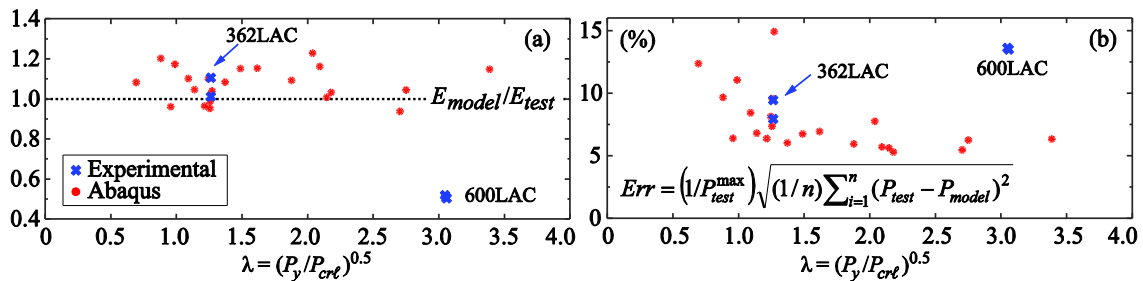 1.4
1.2
1.0
0.8
0.6
0.4
362LAC
(a)
E_model/E_test
Experimental
Abaqus
600LAC
0 0.5 1.0 1.5 2.0 2.5 3.0 3.5 4.0
λ = (P_y/P_crℓ)^0.5
15
10
5
0
(%)
(b)
600LAC
362LAC
Err = (1/P_test^max)√(1/n)∑_{i=1}^{n}(P_test − P_model)^2
0 0.5 1.0 1.5 2.0 2.5 3.0 3.5 4.0
λ = (P_y/P_crℓ)^0.5